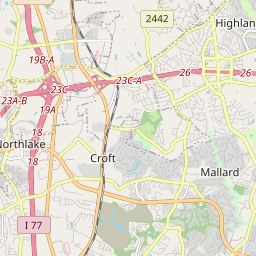 2442
Highlan
19B-A
23C-A
26
26
23C
23A-B
19A
18
Northlake
18
Croft
Mallard
I 77